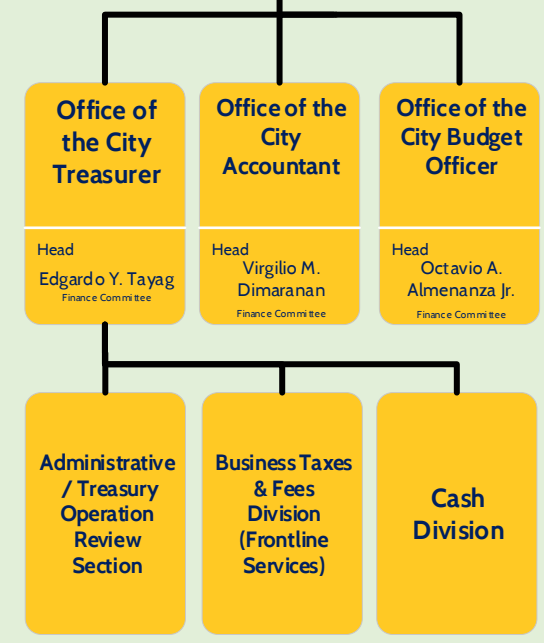 Office of
the City
Treasurer
Head
Edgardo Y. Tayag
Finance Committee
Office of the
City
Accountant
Head
Virgilio M.
Dimaranan
Finance Committee
Office of the
City Budget
Officer
Head
Octavio A.
Almenanza Jr.
Finance Committee
Administrative
/ Treasury
Operation
Review
Section
Business Taxes
& Fees
Division
(Frontline
Services)
Cash
Division